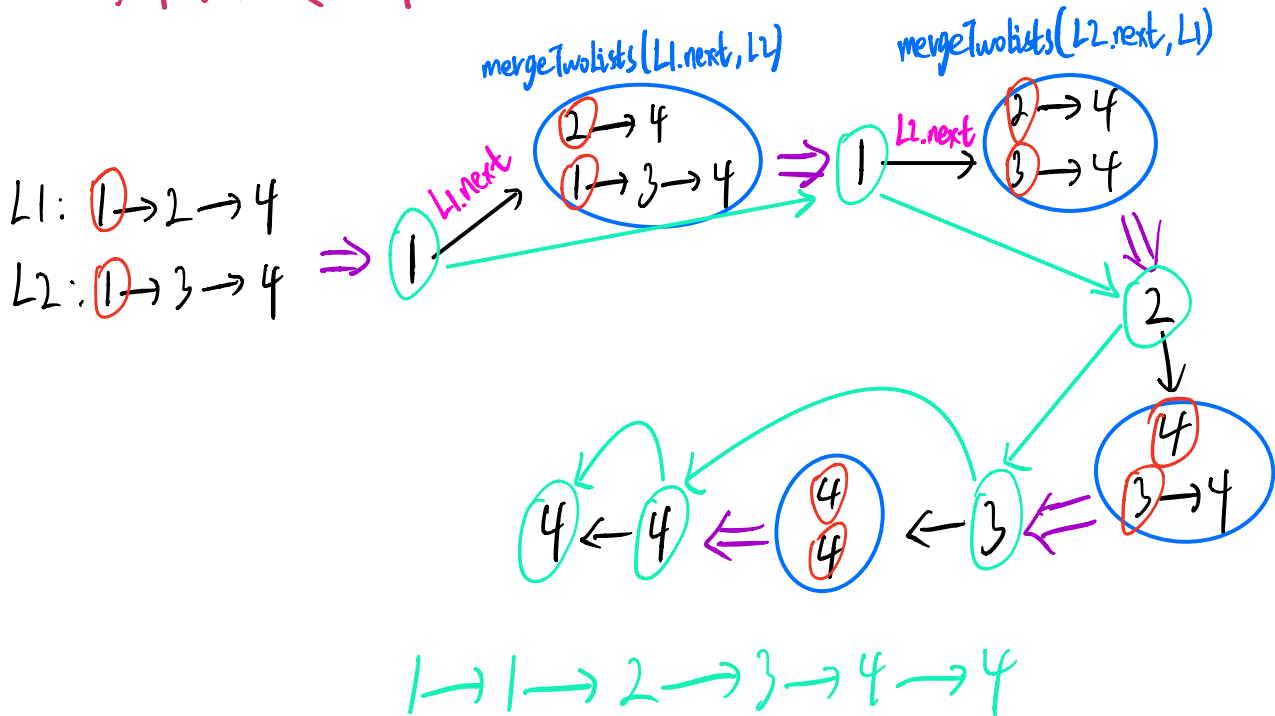 mergeTwoLists(L1.next, L2)
mergeTwoLists(L2.next, L1)
L1: 1→2→4
L2: 1→3→4
1
L1.next
2→4
1→3→4
1
L2.next
2→4
3→4
2
4
3→4
3
4
4
4
4
1→1→2→3→4→4